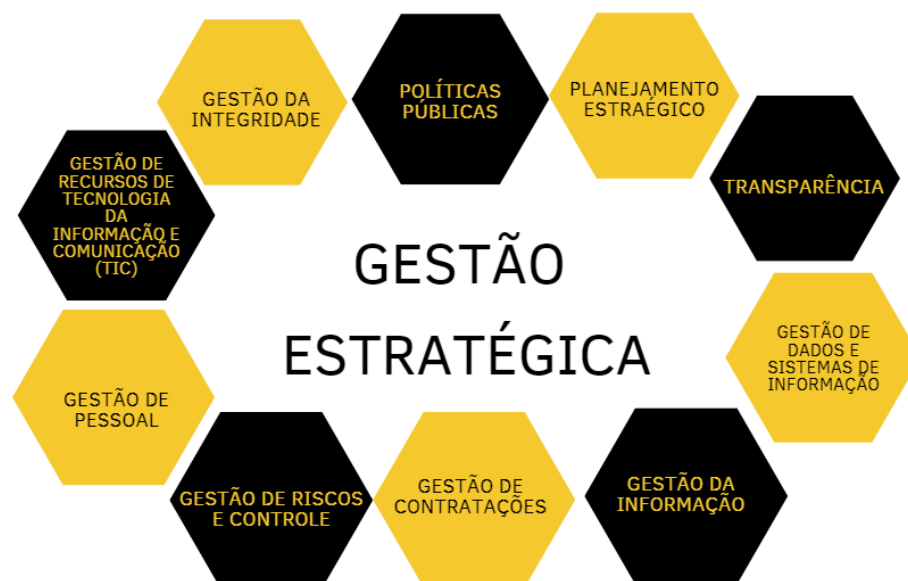 GESTÃO DA
INTEGRIDADE
POLÍTICAS
PÚBLICAS
PLANEJAMENTO
ESTRAÉGICO
TRANSPARÊNCIA
GESTÃO DE
DADOS E
SISTEMAS DE
INFORMAÇÃO
GESTÃO DA
INFORMAÇÃO
GESTÃO DE
CONTRATAÇÕES
GESTÃO DE RISCOS
E CONTROLE
GESTÃO DE
PESSOAL
GESTÃO DE
RECURSOS DE
TECNOLOGIA
DA
INFORMAÇÃO E
COMUNICAÇÃO
(TIC)
GESTÃO
ESTRATÉGICA